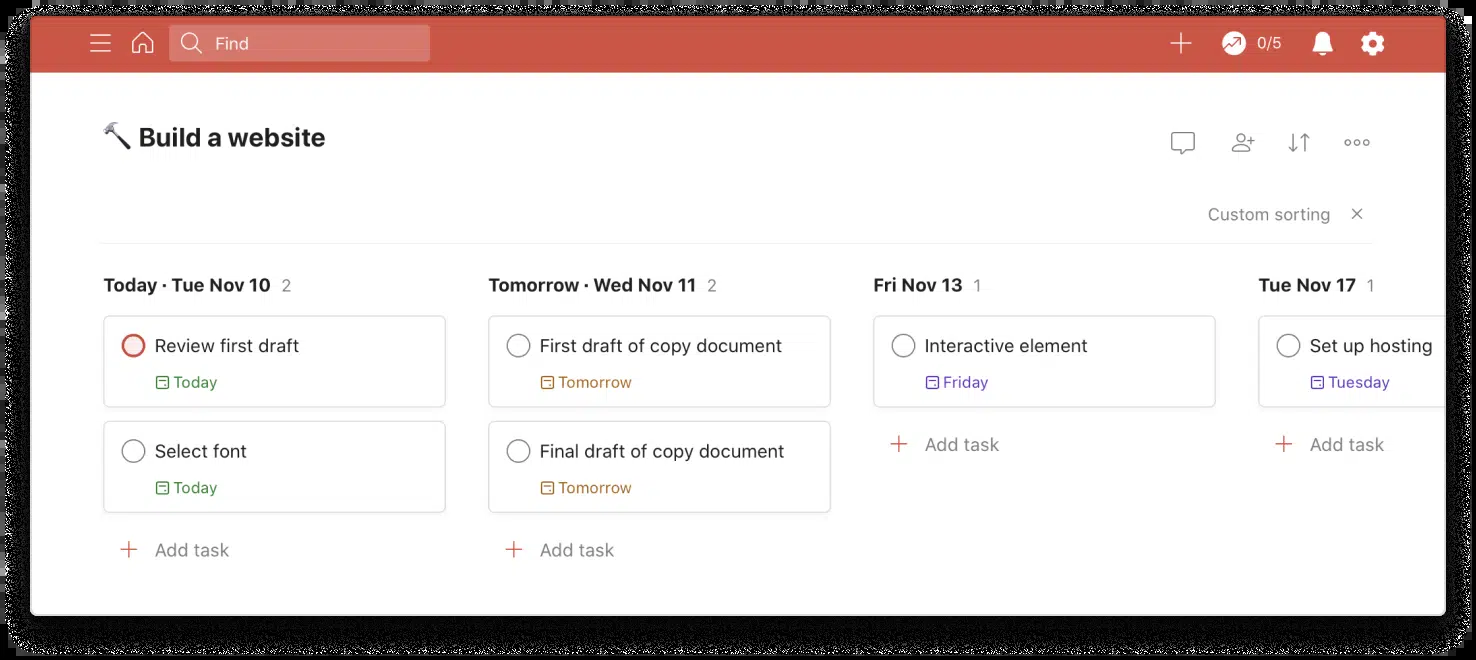 Find
0/5
Build a website
Custom sorting
Today · Tue Nov 10 2
Review first draft
Today
Select font
Today
Add task
Tomorrow · Wed Nov 11 2
First draft of copy document
Tomorrow
Final draft of copy document
Tomorrow
Add task
Fri Nov 13 1
Interactive element
Friday
Add task
Tue Nov 17 1
Set up hosting
Tuesday
Add task